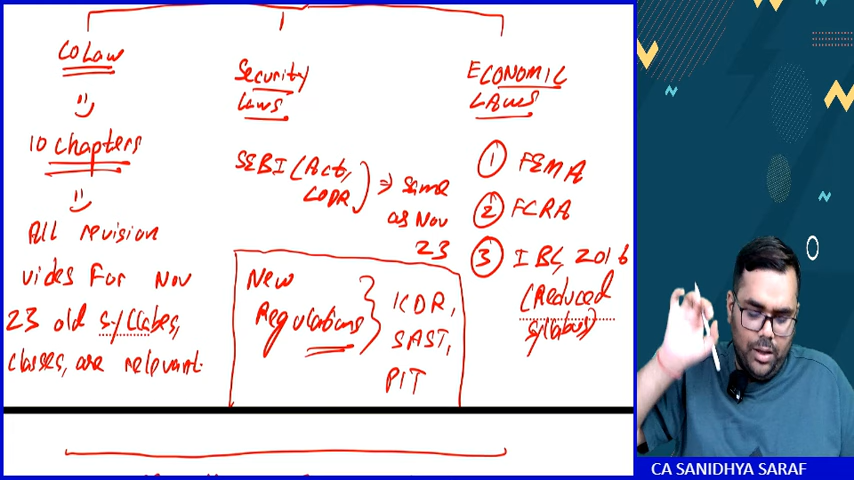 CO Law
10 Chapters
All revision
vides For Nov
23 old syllabes,
classes, are relevant.
Security
Laws
SEBI (Act,
LODR)
⇒ same
as Nov
23
New
Regulations
ICDR,
SAST,
PIT
ECONOMIC
LAWS
① FEMA
② FCRA
③ IBC, 2016
(Reduced
syllabus)
CA SANIDHYA SARAF